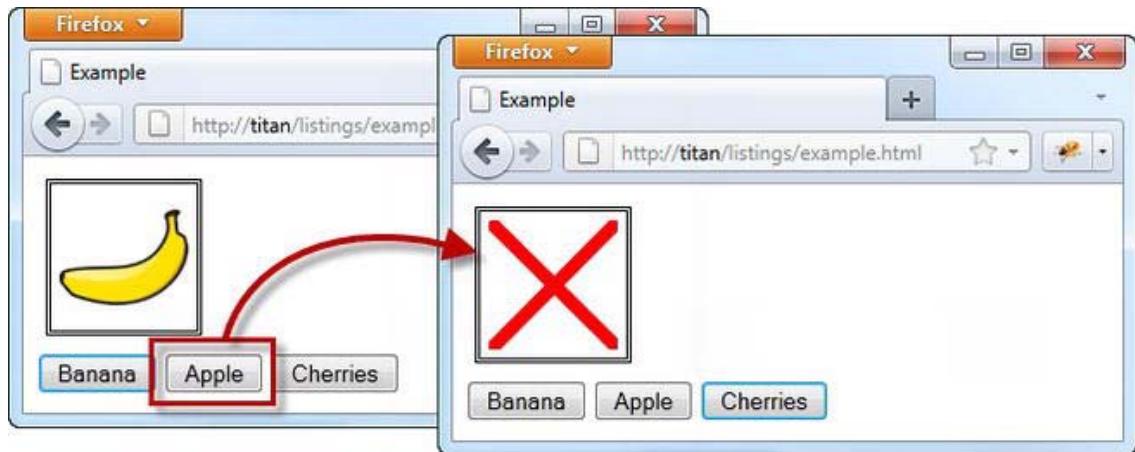 Firefox
Example
http://titan/listings/exampl
Banana Apple Cherries
Firefox
Example
http://titan/listings/example.html
Banana Apple Cherries